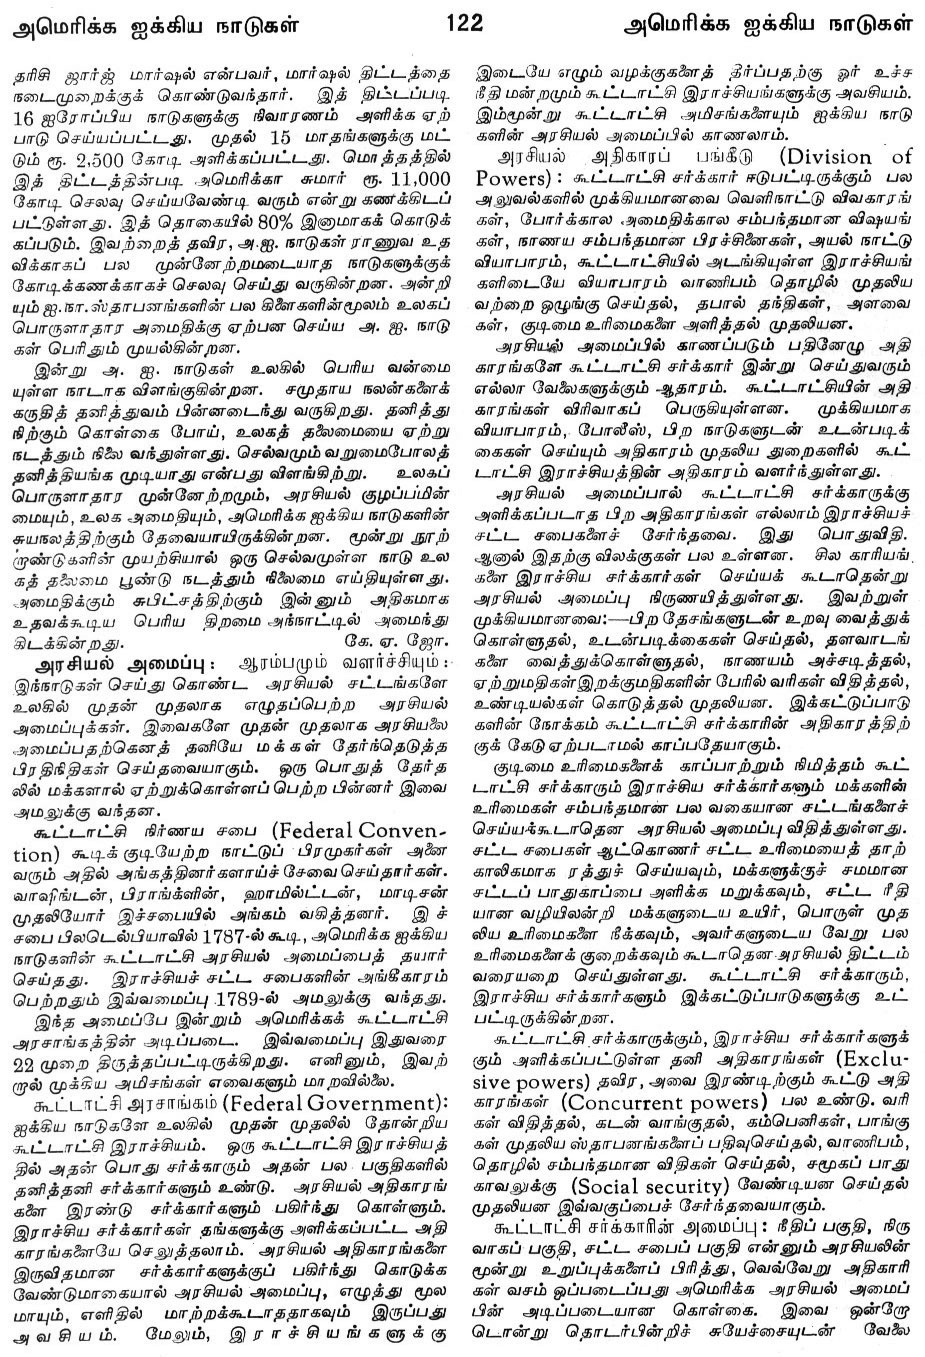 அமெரிக்க ஐக்கிய நாடுகள் 122 அமெரிக்க ஐக்கிய நாடுகள்
தரிசி ஜார்ஜ் மார்ஷல் என்பவர், மார்ஷல் திட்டத்தை
நடைமுறைக்குக் கொண்டுவந்தார். இத் திட்டப்படி
16 ஐரோப்பிய நாடுகளுக்கு நிவாரணம் அளிக்க ஏற்
பாடு செய்யப்பட்டது. முதல் 15 மாதங்களுக்கு மட்
டும் ரூ. 2,500 கோடி அளிக்கப்பட்டது. மொத்தத்தில்
இத் திட்டத்தின்படி அமெரிக்கா சுமார் ரூ. 11,000
கோடி செலவு செய்யவேண்டி வரும் என்று கணக்கிடப்
பட்டுள்ளது. இத் தொகையில் 80% இனாமாகக் கொடுக்
கப்படும். இவற்றைத் தவிர, அ.ஐ. நாடுகள் ராணுவ உத
விக்காகப் பல முன்னேற்றமடையாத நாடுகளுக்குக்
கோடிக்கணக்காகச் செலவு செய்து வருகின்றன. அன்றி
யும் ஐ.நா.ஸ்தாபனங்களின் பல கிளைகளின்மூலம் உலகப்
பொருளாதார அமைதிக்கு ஏற்பன செய்ய அ. ஐ. நாடு
கள் பெரிதும் முயல்கின்றன.
இன்று அ. ஐ. நாடுகள் உலகில் பெரிய வன்மை
யுள்ள நாடாக விளங்குகின்றன. சமுதாய நலன்களைக்
கருதித் தனித்துவம் பின்னடைந்து வருகிறது. தனித்து
நிற்கும் கொள்கை போய், உலகத் தலைமையை ஏற்று
நடத்தும் நிலை வந்துள்ளது. செல்வமும் வறுமைபோலத்
தனித்தியங்க முடியாது என்பது விளங்கிற்று. உலகப்
பொருளாதார முன்னேற்றமும், அரசியல் குழப்பமின்
மையும், உலக அமைதியும், அமெரிக்க ஐக்கிய நாடுகளின்
சுயநலத்திற்கும் தேவையாயிருக்கின்றன. மூன்று நூற்
றாண்டுகளின் முயற்சியால் ஒரு செல்வமுள்ள நாடு உல
கத் தலைமை பூண்டு நடத்தும் நிலைமை எய்தியுள்ளது.
அமைதிக்கும் சுபிட்சத்திற்கும் இன்னும் அதிகமாக
உதவக்கூடிய பெரிய திறமை அந்நாட்டில் அமைந்து
கிடக்கின்றது. கே. ஏ. ஜோ.
அரசியல் அமைப்பு: ஆரம்பமும் வளர்ச்சியும்:
இந்நாடுகள் செய்து கொண்ட அரசியல் சட்டங்களே
உலகில் முதன் முதலாக எழுதப்பெற்ற அரசியல்
அமைப்புக்கள். இவைகளே முதன் முதலாக அரசியலை
அமைப்பதற்கெனத் தனியே மக்கள் தேர்ந்தெடுத்த
பிரதிநிதிகள் செய்தவையாகும். ஒரு பொதுத் தேர்த
லில் மக்களால் ஏற்றுக்கொள்ளப் பெற்ற பின்னர் இவை
அமலுக்கு வந்தன.
கூட்டாட்சி நிர்ணய சபை (Federal Conven-
tion) கூடிக் குடியேற்ற நாட்டுப் பிரமுகர்கள் அனை
வரும் அதில் அங்கத்தினர்களாய்ச் சேவை செய்தார்கள்.
வாஷிங்டன், பிராங்க்ளின், ஹாமில்ட்டன், மாடிசன்
முதலியோர் இச்சபையில் அங்கம் வகித்தனர். இச்
சபை பிலடெல்பியாவில் 1787-ல் கூடி, அமெரிக்க ஐக்கிய
நாடுகளின் கூட்டாட்சி அரசியல் அமைப்பைத் தயார்
செய்தது. இராச்சியச் சட்ட சபைகளின் அங்கீகாரம்
பெற்றதும் இவ்வமைப்பு 1789-ல் அமலுக்கு வந்தது.
இந்த அமைப்பே இன்றும் அமெரிக்கக் கூட்டாட்சி
அரசாங்கத்தின் அடிப்படை. இவ்வமைப்பு இதுவரை
22 முறை திருத்தப்பட்டிருக்கிறது. எனினும், இவற்
றால் முக்கிய அமிசங்கள் எவைகளும் மாறவில்லை.
கூட்டாட்சி அரசாங்கம் (Federal Government):
ஐக்கிய நாடுகளே உலகில் முதன் முதலில் தோன்றிய
கூட்டாட்சி இராச்சியம். ஒரு கூட்டாட்சி இராச்சியத்
தில் அதன் பொது சர்க்காரும் அதன் பல பகுதிகளில்
தனித்தனி சர்க்கார்களும் உண்டு. அரசியல் அதிகாரங்
களை இரண்டு சர்க்கார்களும் பகிர்ந்து கொள்ளும்.
இராச்சிய சர்க்கார்கள் தங்களுக்கு அளிக்கப்பட்ட அதி
காரங்களையே செலுத்தலாம். அரசியல் அதிகாரங்களை
இருவிதமான சர்க்கார்களுக்குப் பகிர்ந்து கொடுக்க
வேண்டுமாகையால் அரசியல் அமைப்பு, எழுத்து மூல
மாயும், எளிதில் மாற்றக்கூடாததாகவும் இருப்பது
அவசியம். மேலும், இராச்சியங்களுக்கு
இடையே எழும் வழக்குகளைத் தீர்ப்பதற்கு ஓர் உச்ச
நீதி மன்றமும் கூட்டாட்சி இராச்சியங்களுக்கு அவசியம்.
இம்மூன்று கூட்டாட்சி அமிசங்களையும் ஐக்கிய நாடு
களின் அரசியல் அமைப்பில் காணலாம்.
அரசியல் அதிகாரப் பங்கீடு (Division of
Powers): கூட்டாட்சி சர்க்கார் ஈடுபட்டிருக்கும் பல
அலுவல்களில் முக்கியமானவை வெளிநாட்டு விவகாரங்
கள், போர்க்கால அமைதிக்கால சம்பந்தமான விஷயங்
கள், நாணய சம்பந்தமான பிரச்சினைகள், அயல் நாட்டு
வியாபாரம், கூட்டாட்சியில் அடங்கியுள்ள இராச்சியங்
களிடையே வியாபாரம் வாணிபம் தொழில் முதலிய
வற்றை ஒழுங்கு செய்தல், தபால் தந்திகள், அளவை
கள், குடிமை உரிமைகளை அளித்தல் முதலியன.
அரசியல் அமைப்பில் காணப்படும் பதினேழு அதி
காரங்களே கூட்டாட்சி சர்க்கார் இன்று செய்துவரும்
எல்லா வேலைகளுக்கும் ஆதாரம். கூட்டாட்சியின் அதி
காரங்கள் விரிவாகப் பெருகியுள்ளன. முக்கியமாக
வியாபாரம், போலீஸ், பிற நாடுகளுடன் உடன்படிக்
கைகள் செய்யும் அதிகாரம் முதலிய துறைகளில் கூட்
டாட்சி இராச்சியத்தின் அதிகாரம் வளர்ந்துள்ளது.
அரசியல் அமைப்பால் கூட்டாட்சி சர்க்காருக்கு
அளிக்கப்படாத பிற அதிகாரங்கள் எல்லாம் இராச்சியச்
சட்ட சபைகளைச் சேர்ந்தவை. இது பொதுவிதி.
ஆனால் இதற்கு விலக்குகள் பல உள்ளன. சில காரியங்
களை இராச்சிய சர்க்கார்கள் செய்யக் கூடாதென்று
அரசியல் அமைப்பு நிருணயித்துள்ளது. இவற்றுள்
முக்கியமானவை:—பிற தேசங்களுடன் உறவு வைத்துக்
கொள்ளுதல், உடன்படிக்கைகள் செய்தல், தளவாடங்
களை வைத்துக்கொள்ளுதல், நாணயம் அச்சடித்தல்,
ஏற்றுமதிகள் இறக்குமதிகளின் பேரில் வரிகள் விதித்தல்,
உண்டியல்கள் கொடுத்தல் முதலியன. இக்கட்டுப்பாடு
களின் நோக்கம் கூட்டாட்சி சர்க்காரின் அதிகாரத்திற்
குக் கேடு ஏற்படாமல் காப்பதேயாகும்.
குடிமை உரிமைகளைக் காப்பாற்றும் நிமித்தம் கூட்
டாட்சி சர்க்காரும் இராச்சிய சர்க்கார்களும் மக்களின்
உரிமைகள் சம்பந்தமான பல வகையான சட்டங்களைச்
செய்யக்கூடாதென அரசியல் அமைப்பு விதித்துள்ளது.
சட்ட சபைகள் ஆட்கொணர் சட்ட உரிமையைத் தாற்
காலிகமாக ரத்துச் செய்யவும், மக்களுக்குச் சமமான
சட்டப் பாதுகாப்பை அளிக்க மறுக்கவும், சட்ட ரீதி
யான வழியிலன்றி மக்களுடைய உயிர், பொருள் முத
லிய உரிமைகளை நீக்கவும், அவர்களுடைய வேறு பல
உரிமைகளைக் குறைக்கவும் கூடாதென அரசியல் திட்டம்
வரையறை செய்துள்ளது. கூட்டாட்சி சர்க்காரும்,
இராச்சிய சர்க்கார்களும் இக்கட்டுப்பாடுகளுக்கு உட்
பட்டிருக்கின்றன.
கூட்டாட்சி சர்க்காருக்கும், இராச்சிய சர்க்கார்களுக்
கும் அளிக்கப்பட்டுள்ள தனி அதிகாரங்கள் (Exclu-
sive powers) தவிர, அவை இரண்டிற்கும் கூட்டு அதி
காரங்கள் (Concurrent powers) பல உண்டு. வரி
கள் விதித்தல், கடன் வாங்குதல், கம்பெனிகள், பாங்கு
கள் முதலிய ஸ்தாபனங்களைப் பதிவுசெய்தல், வாணிபம்,
தொழில் சம்பந்தமான விதிகள் செய்தல், சமூகப் பாது
காவலுக்கு (Social security) வேண்டியன செய்தல்
முதலியன இவ்வகுப்பைச் சேர்ந்தவையாகும்.
கூட்டாட்சி சர்க்காரின் அமைப்பு: நீதிப் பகுதி, நிரு
வாகப் பகுதி, சட்ட சபைப் பகுதி என்னும் அரசியலின்
மூன்று உறுப்புக்களைப் பிரித்து, வெவ்வேறு அதிகாரி
கள் வசம் ஒப்படைப்பது அமெரிக்க அரசியல் அமைப்
பின் அடிப்படையான கொள்கை. இவை ஒன்றோ
டொன்று தொடர்பின்றிச் சுயேச்சையுடன் வேலை